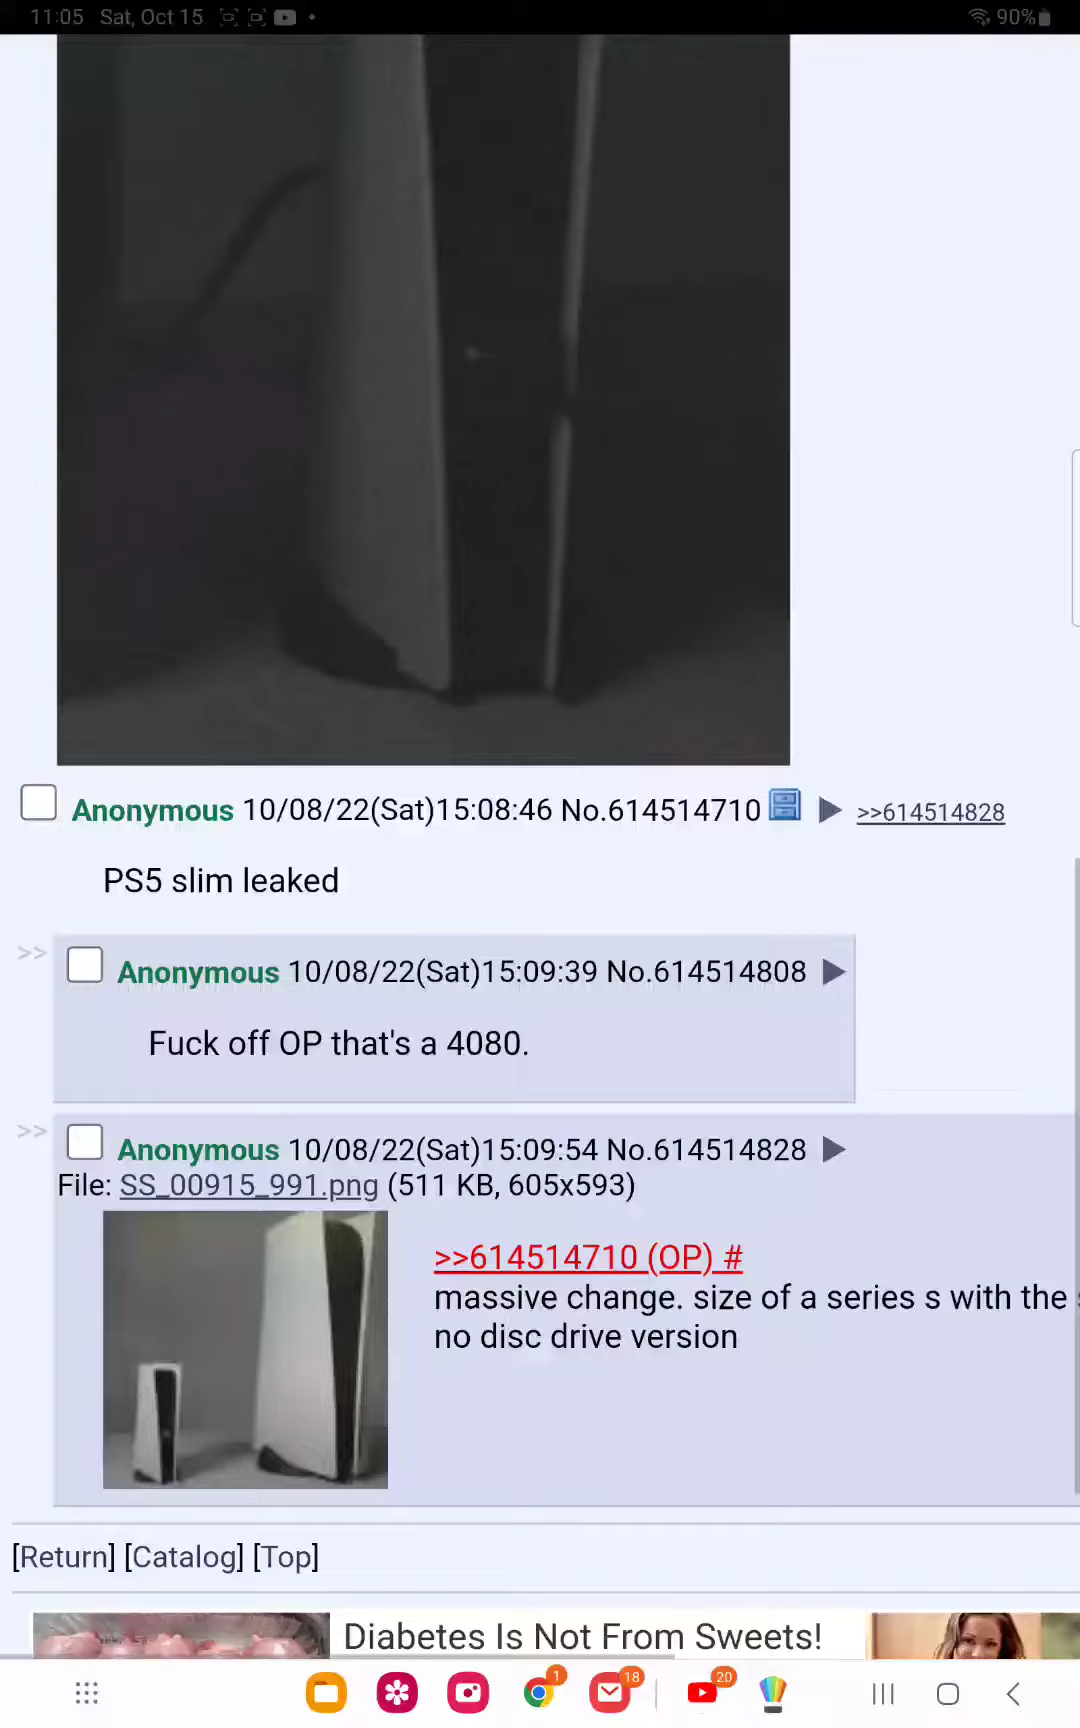 11:05 Sat, Oct 15 90%
Anonymous 10/08/22(Sat)15:08:46 No.614514710 >>614514828
PS5 slim leaked
>> Anonymous 10/08/22(Sat)15:09:39 No.614514808
Fuck off OP that's a 4080.
>> Anonymous 10/08/22(Sat)15:09:54 No.614514828
File: SS_00915_991.png (511 KB, 605x593)
>>614514710 (OP) #
massive change. size of a series s with the
no disc drive version
[Return] [Catalog] [Top]
Diabetes Is Not From Sweets!
1 18 20